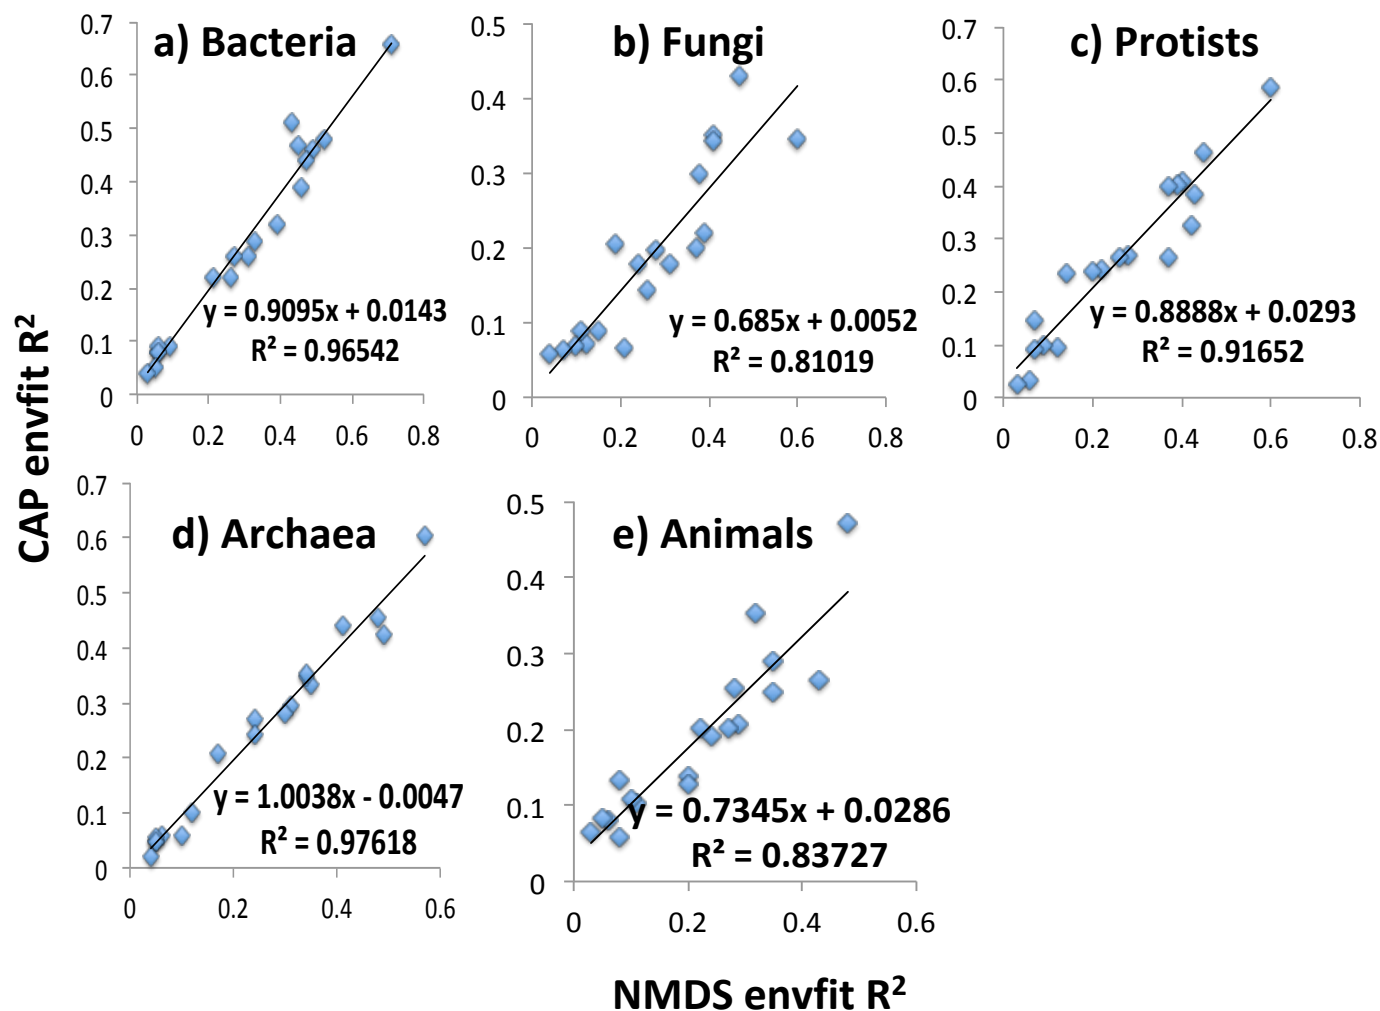 CAP envfit R²
a) Bacteria
0.7
0.6
0.5
0.4
0.3
0.2
0.1
0
y = 0.9095x + 0.0143
R² = 0.96542
0 0.2 0.4 0.6 0.8
b) Fungi
0.5
0.4
0.3
0.2
0.1
0
y = 0.685x + 0.0052
R² = 0.81019
0 0.2 0.4 0.6 0.8
c) Protists
0.7
0.6
0.5
0.4
0.3
0.2
0.1
0
y = 0.8888x + 0.0293
R² = 0.91652
0 0.2 0.4 0.6 0.8
d) Archaea
0.7
0.6
0.5
0.4
0.3
0.2
0.1
0
y = 1.0038x - 0.0047
R² = 0.97618
0 0.2 0.4 0.6
e) Animals
0.5
0.4
0.3
0.2
0.1
0
y = 0.7345x + 0.0286
R² = 0.83727
0 0.2 0.4 0.6
NMDS envfit R²